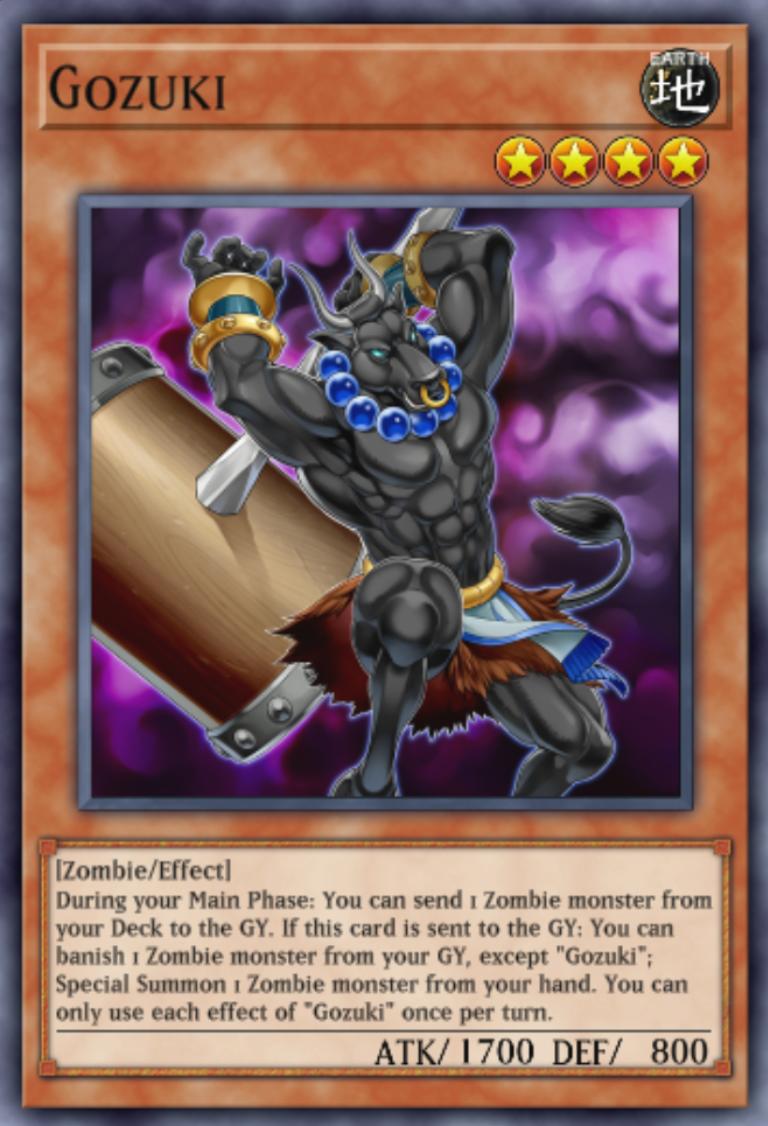 Gozuki
EARTH
地
[Zombie/Effect]
During your Main Phase: You can send 1 Zombie monster from
your Deck to the GY. If this card is sent to the GY: You can
banish 1 Zombie monster from your GY, except "Gozuki";
Special Summon 1 Zombie monster from your hand. You can
only use each effect of "Gozuki" once per turn.
ATK/ 1700 DEF/ 800